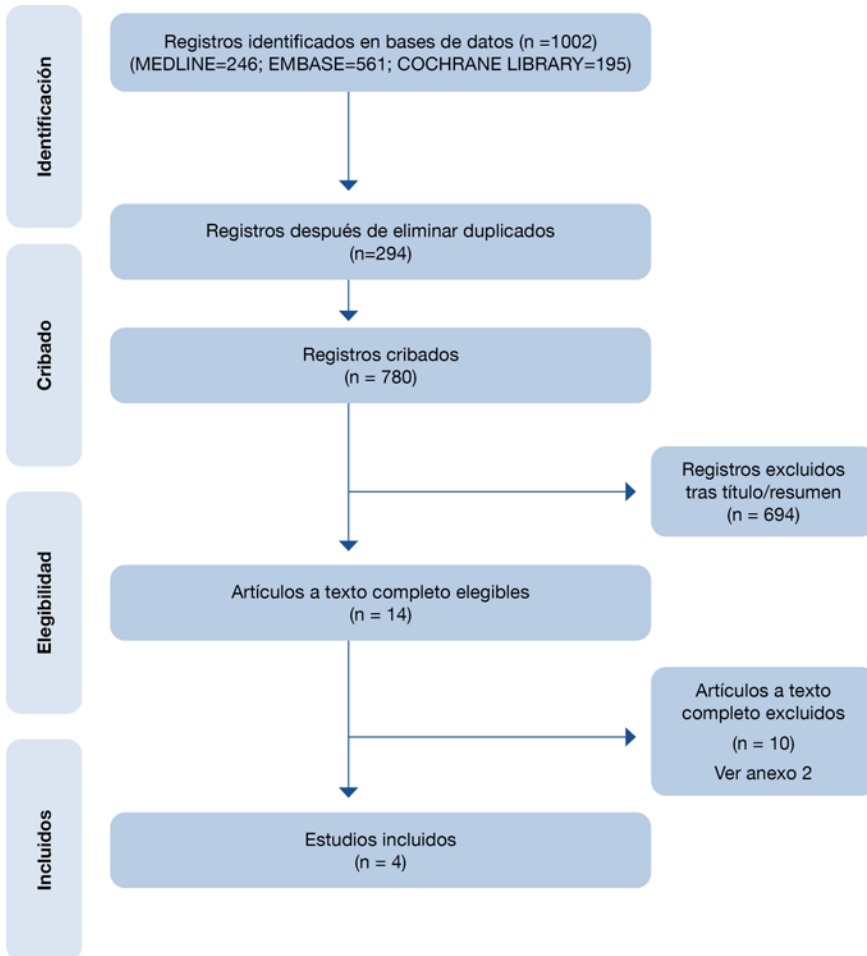 Identificación
Registros identificados en bases de datos (n =1002)
(MEDLINE=246; EMBASE=561; COCHRANE LIBRARY=195)
Registros después de eliminar duplicados
(n=294)
Cribado
Registros cribados
(n = 780)
Registros excluidos
tras título/resumen
(n = 694)
Elegibilidad
Artículos a texto completo elegibles
(n = 14)
Artículos a texto
completo excluidos
(n = 10)
Ver anexo 2
Incluidos
Estudios incluidos
(n = 4)